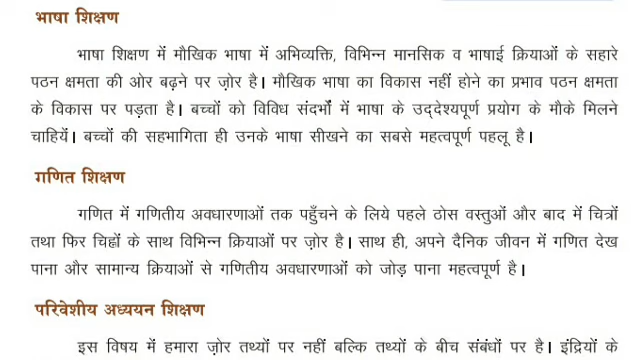 भाषा शिक्षण
भाषा शिक्षण में मौखिक भाषा में अभिव्यक्ति, विभिन्न मानसिक व भाषाई क्रियाओं के सहारे
पठन क्षमता की ओर बढ़ने पर ज़ोर है। मौखिक भाषा का विकास नहीं होने का प्रभाव पठन क्षमता
के विकास पर पड़ता है। बच्चों को विविध संदर्भों में भाषा के उद्देश्यपूर्ण प्रयोग के मौके मिलने
चाहियें। बच्चों की सहभागिता ही उनके भाषा सीखने का सबसे महत्वपूर्ण पहलू है।
गणित शिक्षण
गणित में गणितीय अवधारणाओं तक पहुँचने के लिये पहले ठोस वस्तुओं और बाद में चित्रों
तथा फिर चिह्नों के साथ विभिन्न क्रियाओं पर ज़ोर है। साथ ही, अपने दैनिक जीवन में गणित देख
पाना और सामान्य क्रियाओं से गणितीय अवधारणाओं को जोड़ पाना महत्वपूर्ण है।
परिवेशीय अध्ययन शिक्षण
इस विषय में हमारा ज़ोर तथ्यों पर नहीं बल्कि तथ्यों के बीच संबंधों पर है। इंद्रियों के